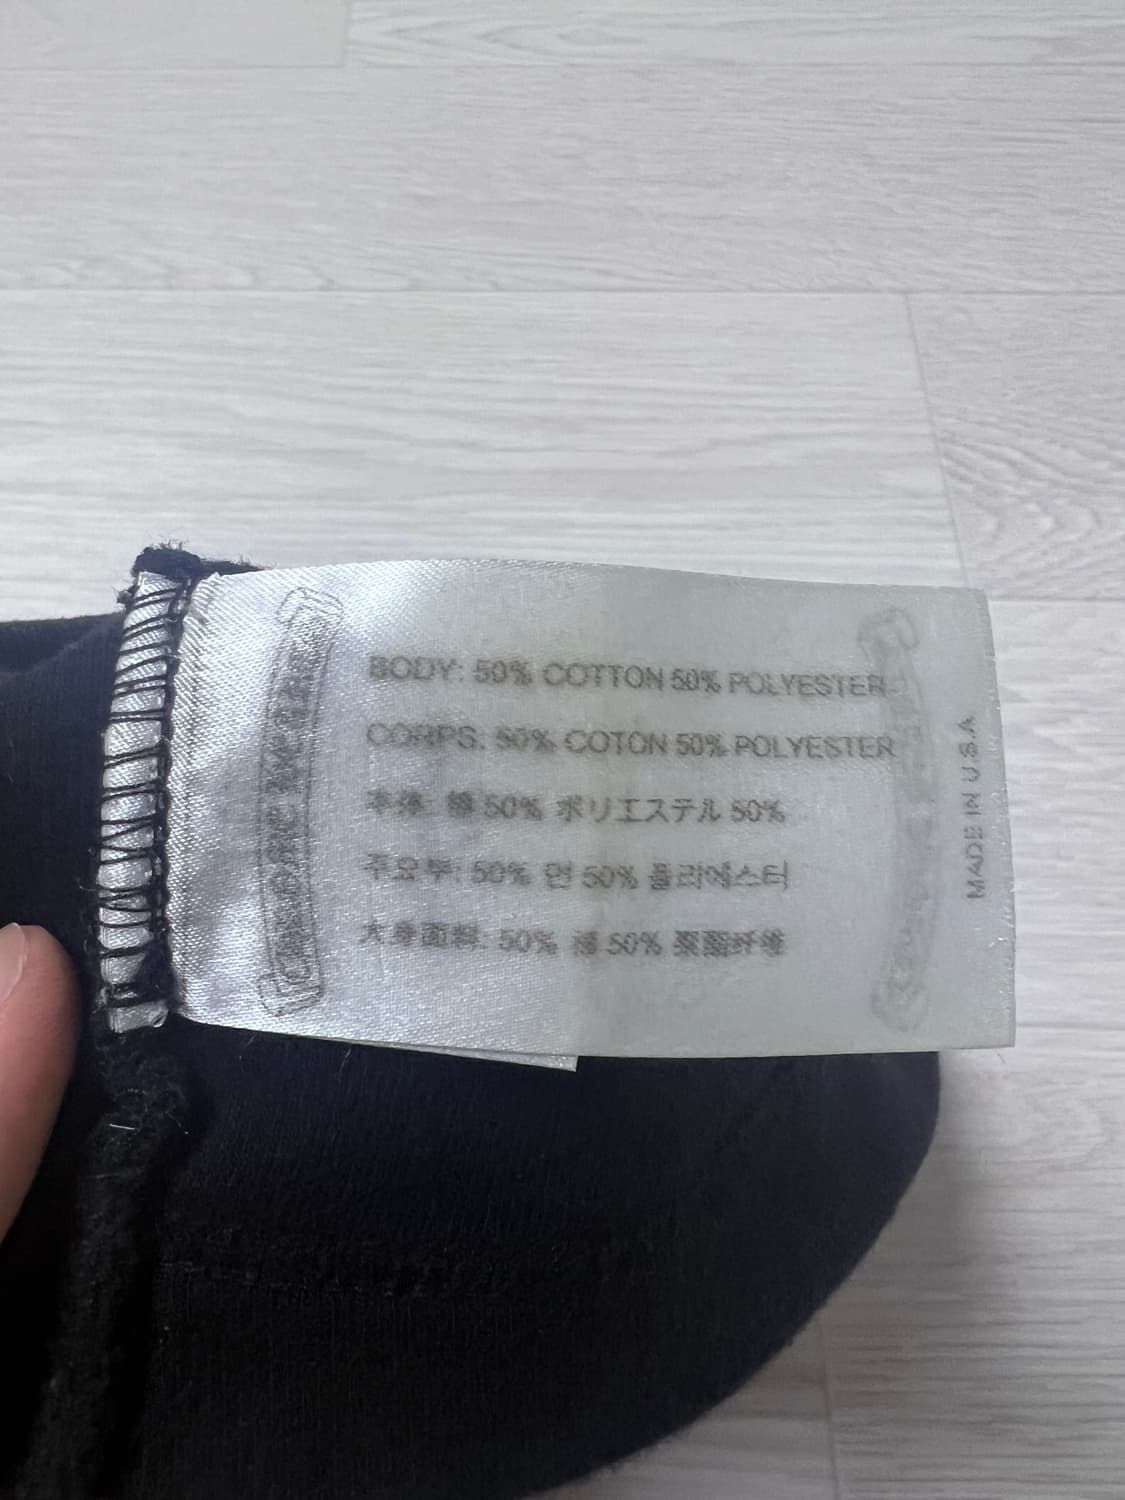 BODY: 50% COTTON 50% POLYESTER
CORPS: 50% COTON 50% POLYESTER
本体: 綿 50% ポリエステル 50%
주요부: 50% 면 50% 폴리에스터
大身面料: 50% 棉 50% 聚酯纤维
MADE IN U.S.A